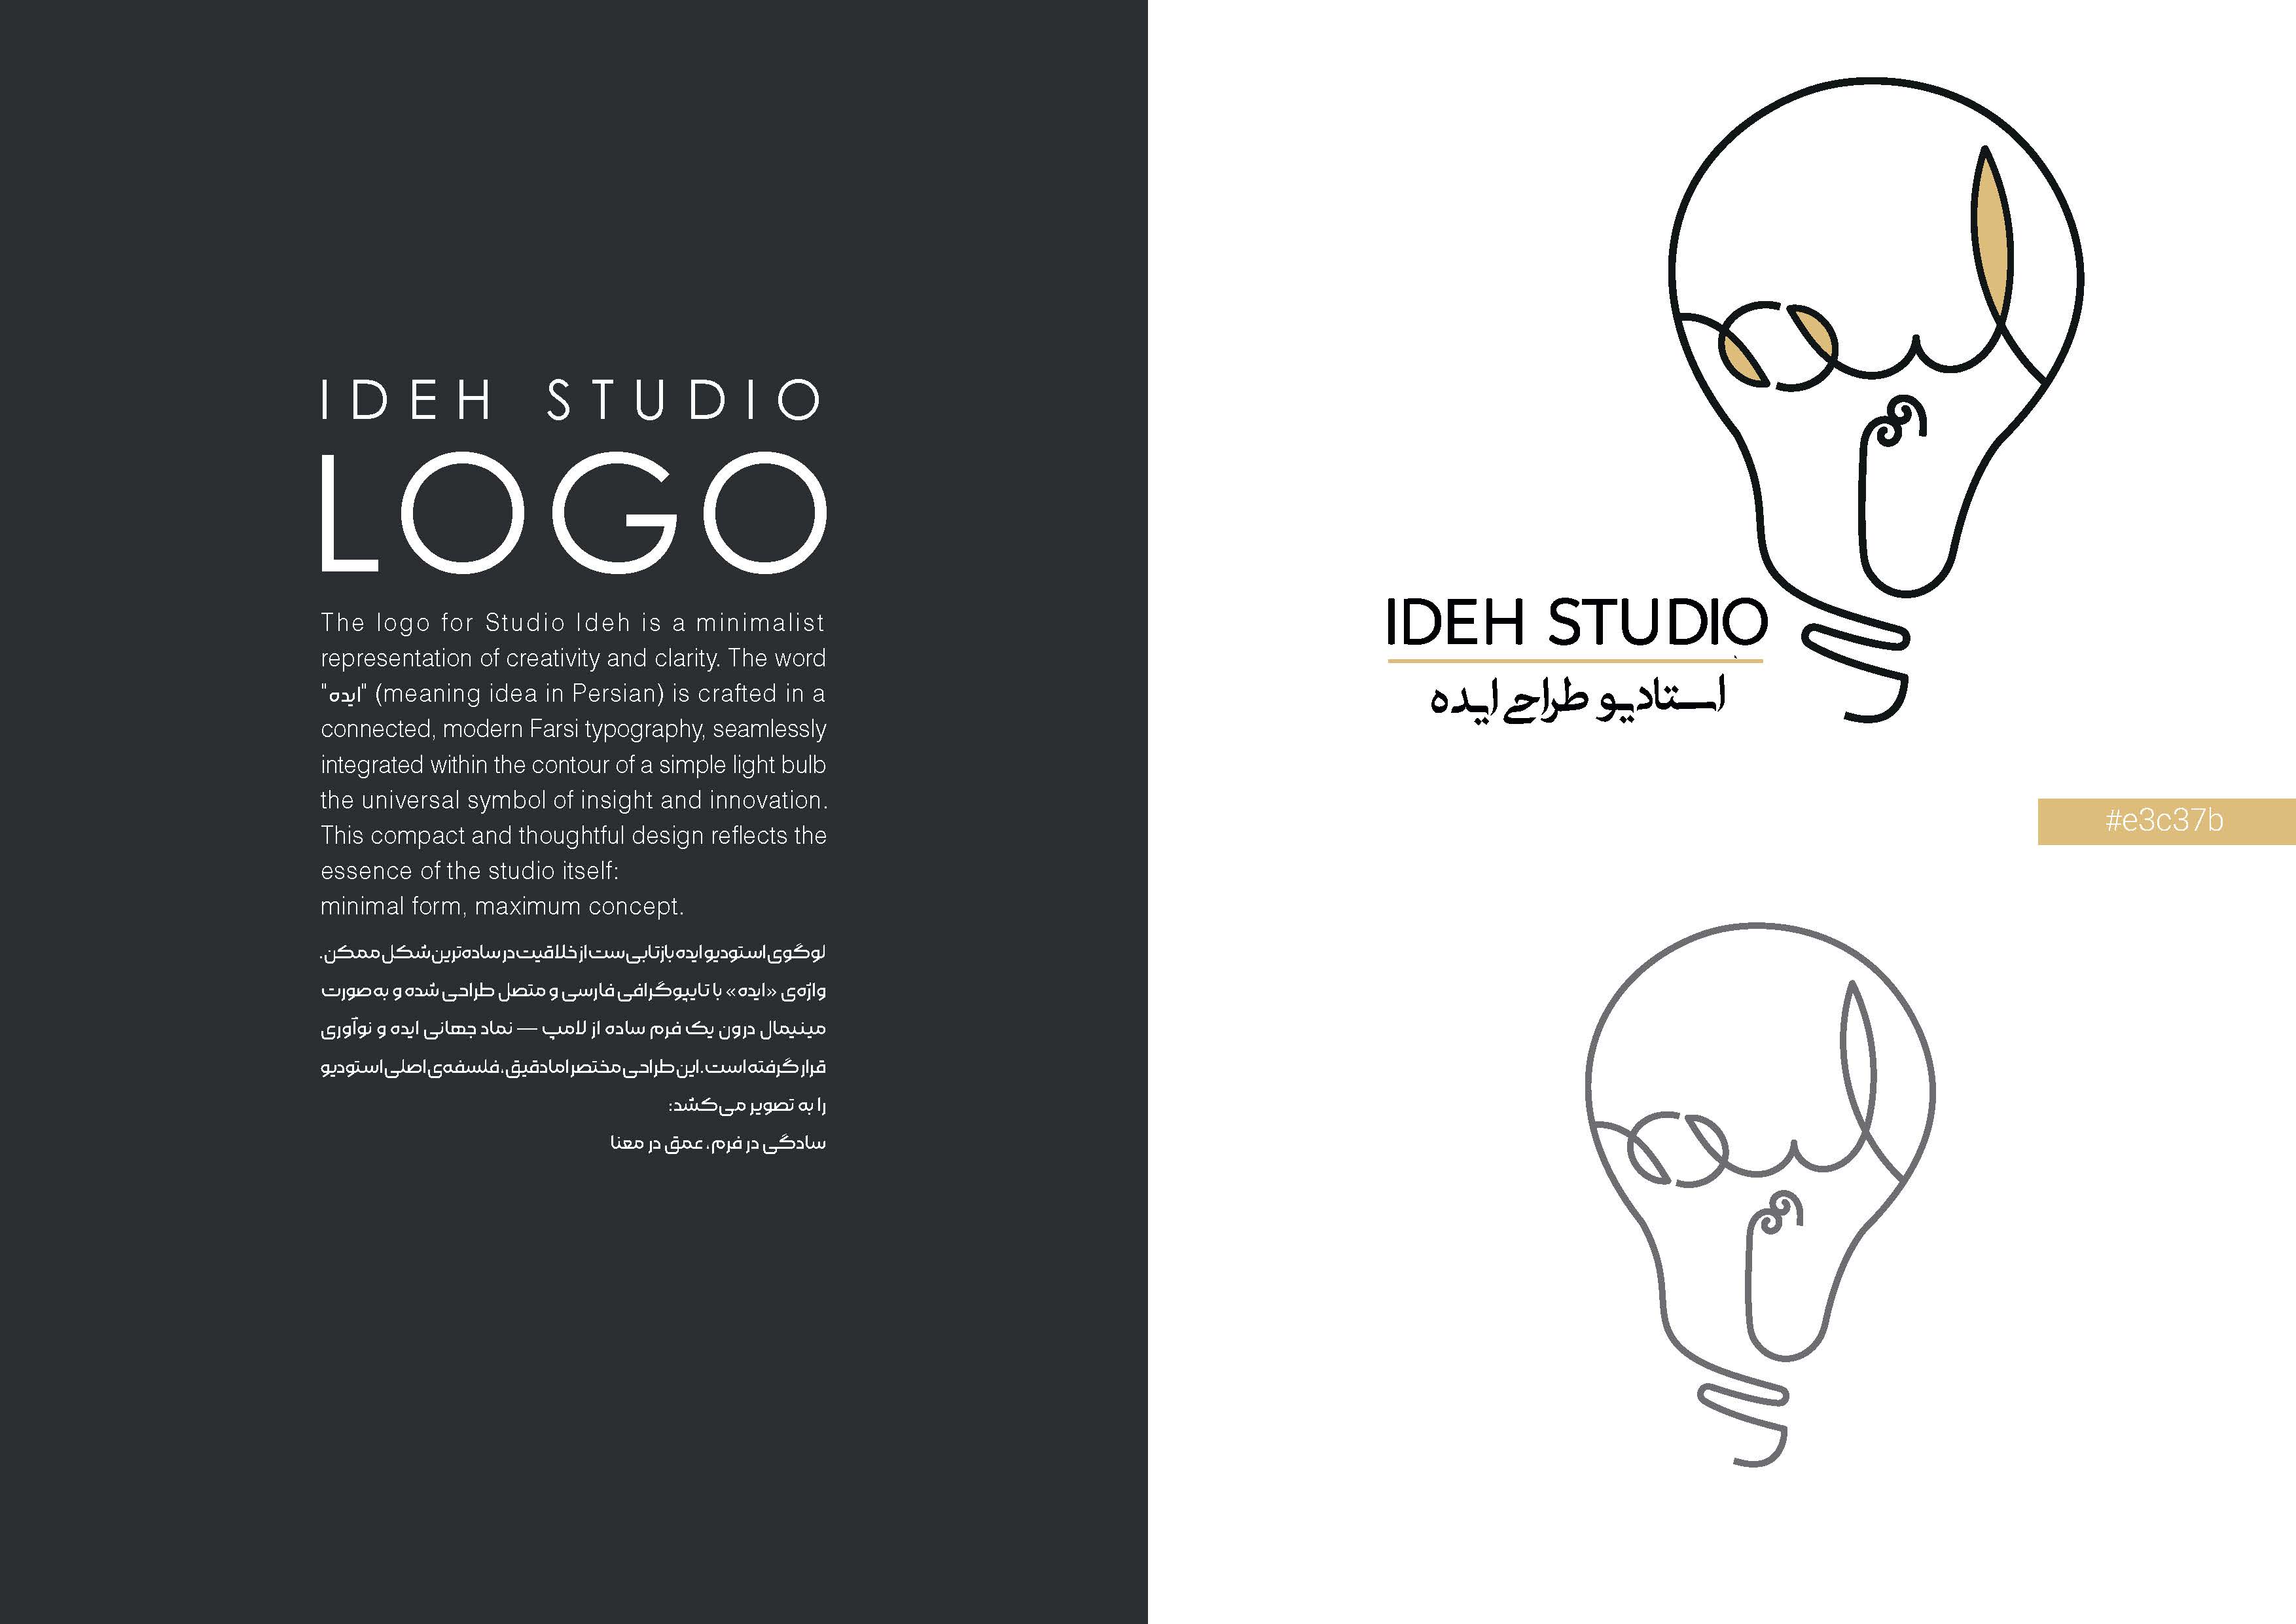 IDEH STUDIO
LOGO
The logo for Studio Ideh is a minimalist
representation of creativity and clarity. The word
"ایده" (meaning idea in Persian) is crafted in a
connected, modern Farsi typography, seamlessly
integrated within the contour of a simple light bulb
the universal symbol of insight and innovation.
This compact and thoughtful design reflects the
essence of the studio itself:
minimal form, maximum concept.
لوگوی استودیو ایده بازتابی‌ست از خلاقیت در ساده‌ترین شکل ممکن.
واژه‌ی «ایده» با تایپوگرافی فارسی و متصل طراحی شده و به‌صورت
مینیمال درون یک فرم ساده از لامپ — نماد جهانی ایده و نوآوری
قرار گرفته است. این طراحی مختصر اما دقیق، فلسفه‌ی اصلی استودیو
را به تصویر می‌کشد:
سادگی در فرم، عمق در معنا
IDEH STUDIO
استادیو طراحی ایده
#e3c37b